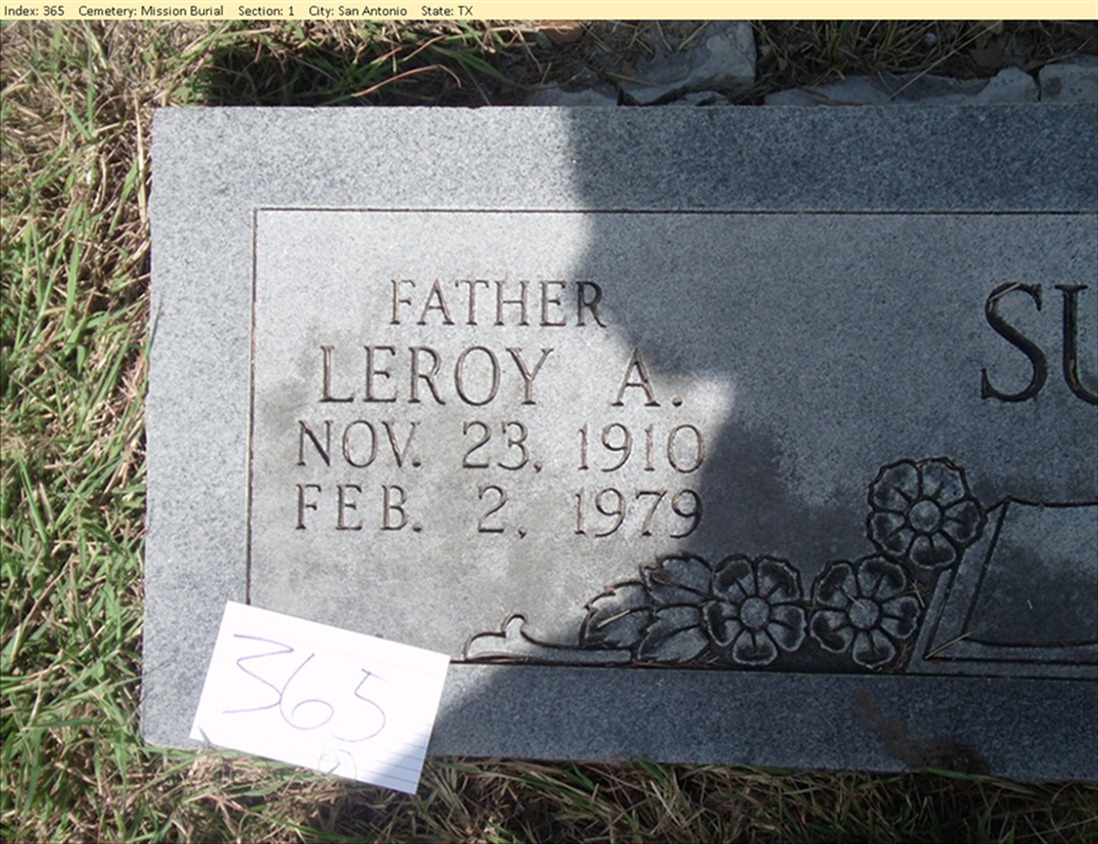 Index: 365 Cemetery: Mission Burial Section: 1 City: San Antonio State: TX
FATHER
LEROY A.
NOV. 23, 1910
FEB. 2, 1979
SU
365